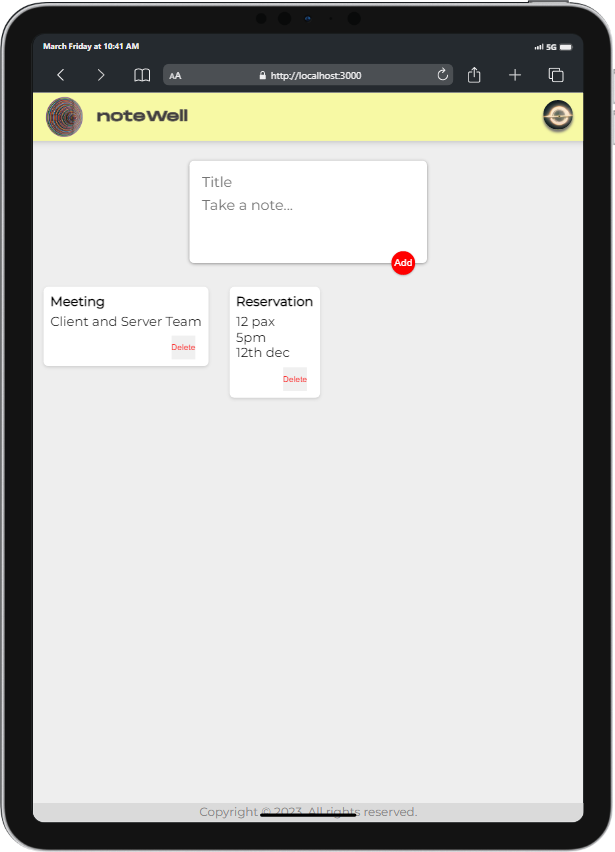 March Friday at 10:41 AM
5G
AA
http://localhost:3000
noteWell
Title
Take a note...
Add
Meeting
Client and Server Team
Delete
Reservation
12 pax
5pm
12th dec
Delete
Copyright © 2023. All rights reserved.